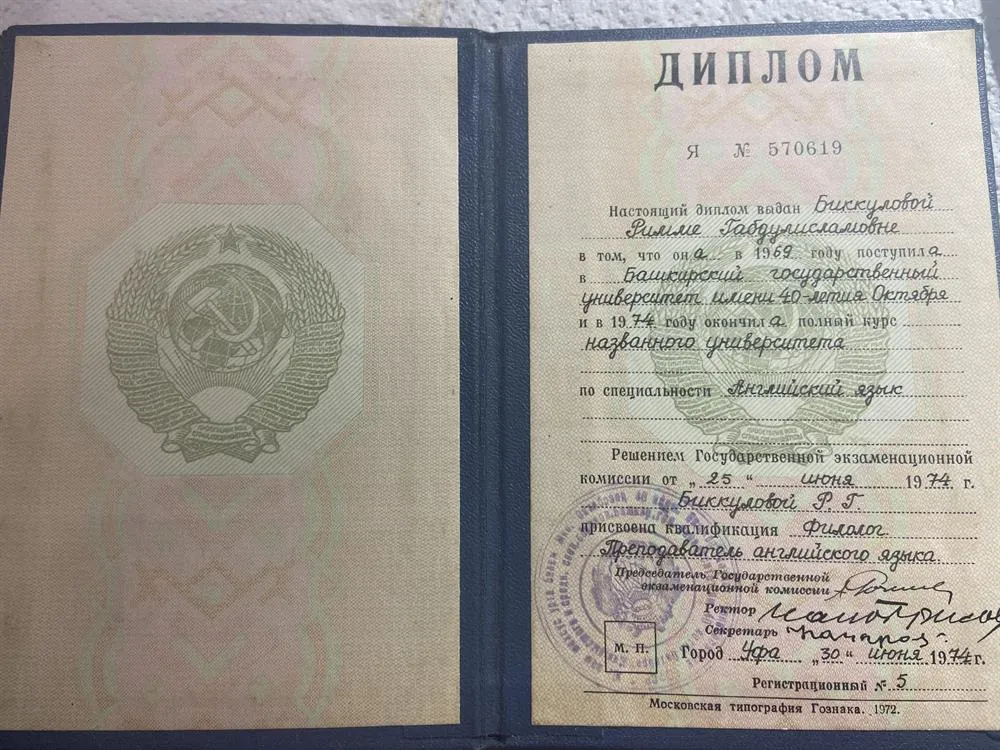 ДИПЛОМ
Я № 570619
Настоящий диплом выдан Биккуловой
Римме Габдулисламовне
в том, что она в 1969 году поступила
в Башкирский государственный
университет имени 40-летия Октября
и в 1974 году окончила полный курс
названного университета
по специальности Английский язык
Решением Государственной экзаменационной
комиссии от „25“ июня 1974 г.
Биккуловой Р. Г.
присвоена квалификация Филолог.
Преподаватель английского языка.
Председатель Государственной
экзаменационной комиссии
Ректор
Секретарь
М. П.
Город Уфа „30“ июня 1974 г.
Регистрационный № 5
Московская типография Гознака. 1972.